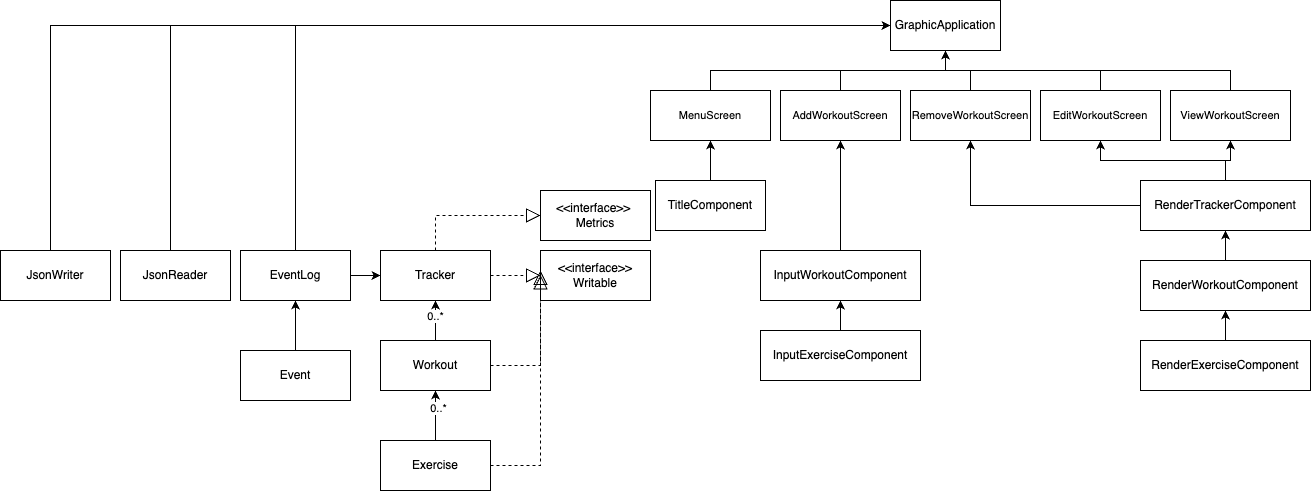 GraphicApplication
MenuScreen
AddWorkoutScreen
RemoveWorkoutScreen
EditWorkoutScreen
ViewWorkoutScreen
<<interface>>
Metrics
TitleComponent
RenderTrackerComponent
JsonWriter
JsonReader
EventLog
Tracker
<<interface>>
Writable
InputWorkoutComponent
RenderWorkoutComponent
0..*
Event
Workout
InputExerciseComponent
RenderExerciseComponent
0..*
Exercise